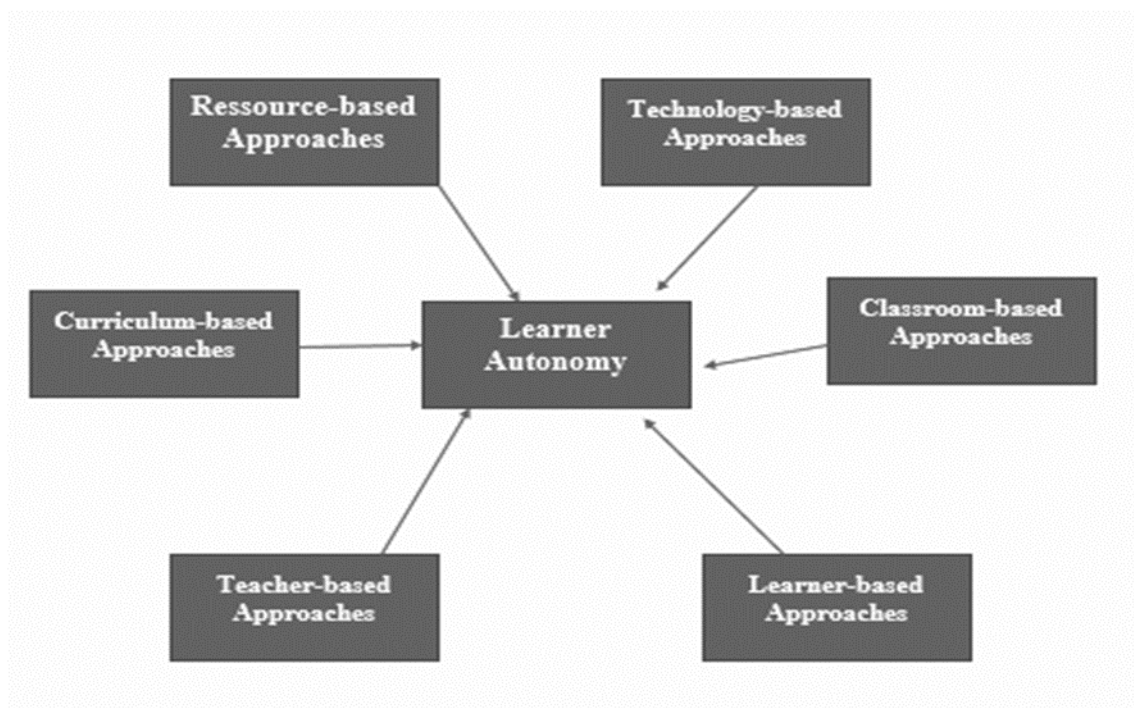 Ressource-based
Approaches
Technology-based
Approaches
Curriculum-based
Approaches
Learner
Autonomy
Classroom-based
Approaches
Teacher-based
Approaches
Learner-based
Approaches